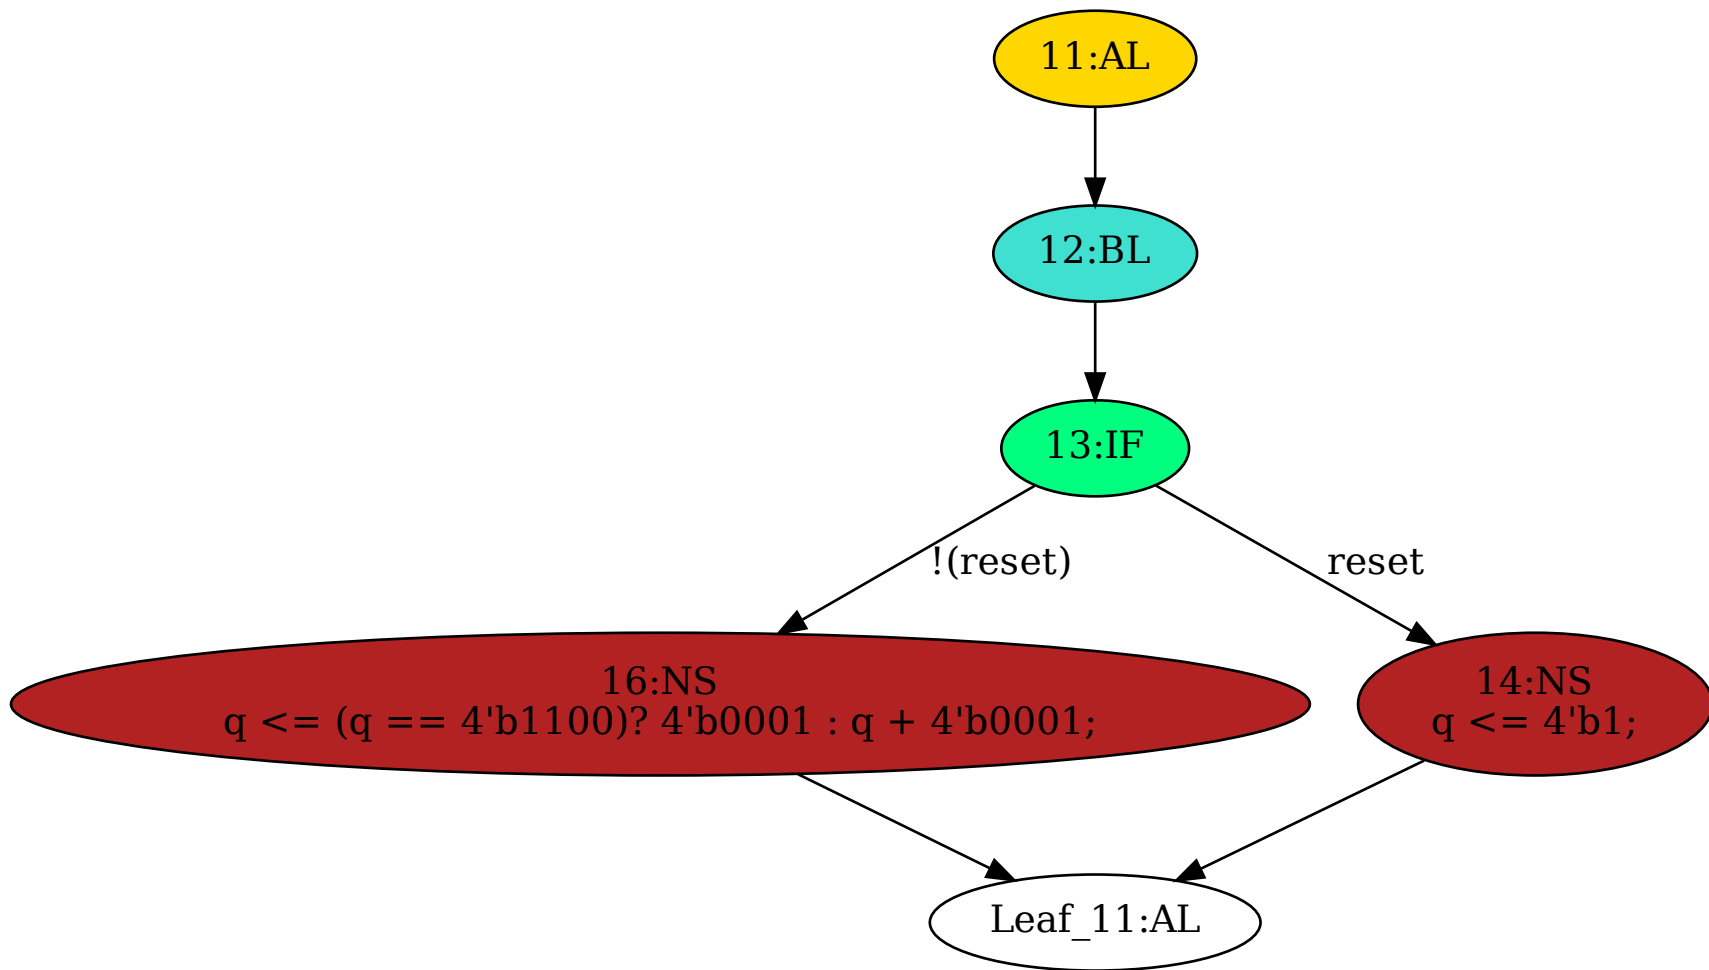 11:AL
12:BL
13:IF
!(reset)
reset
16:NS
q <= (q == 4'b1100)? 4'b0001 : q + 4'b0001;
14:NS
q <= 4'b1;
Leaf_11:AL